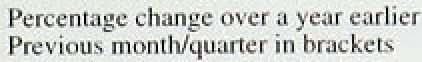 Percentage change over a year earlier
Previous month/quarter in brackets